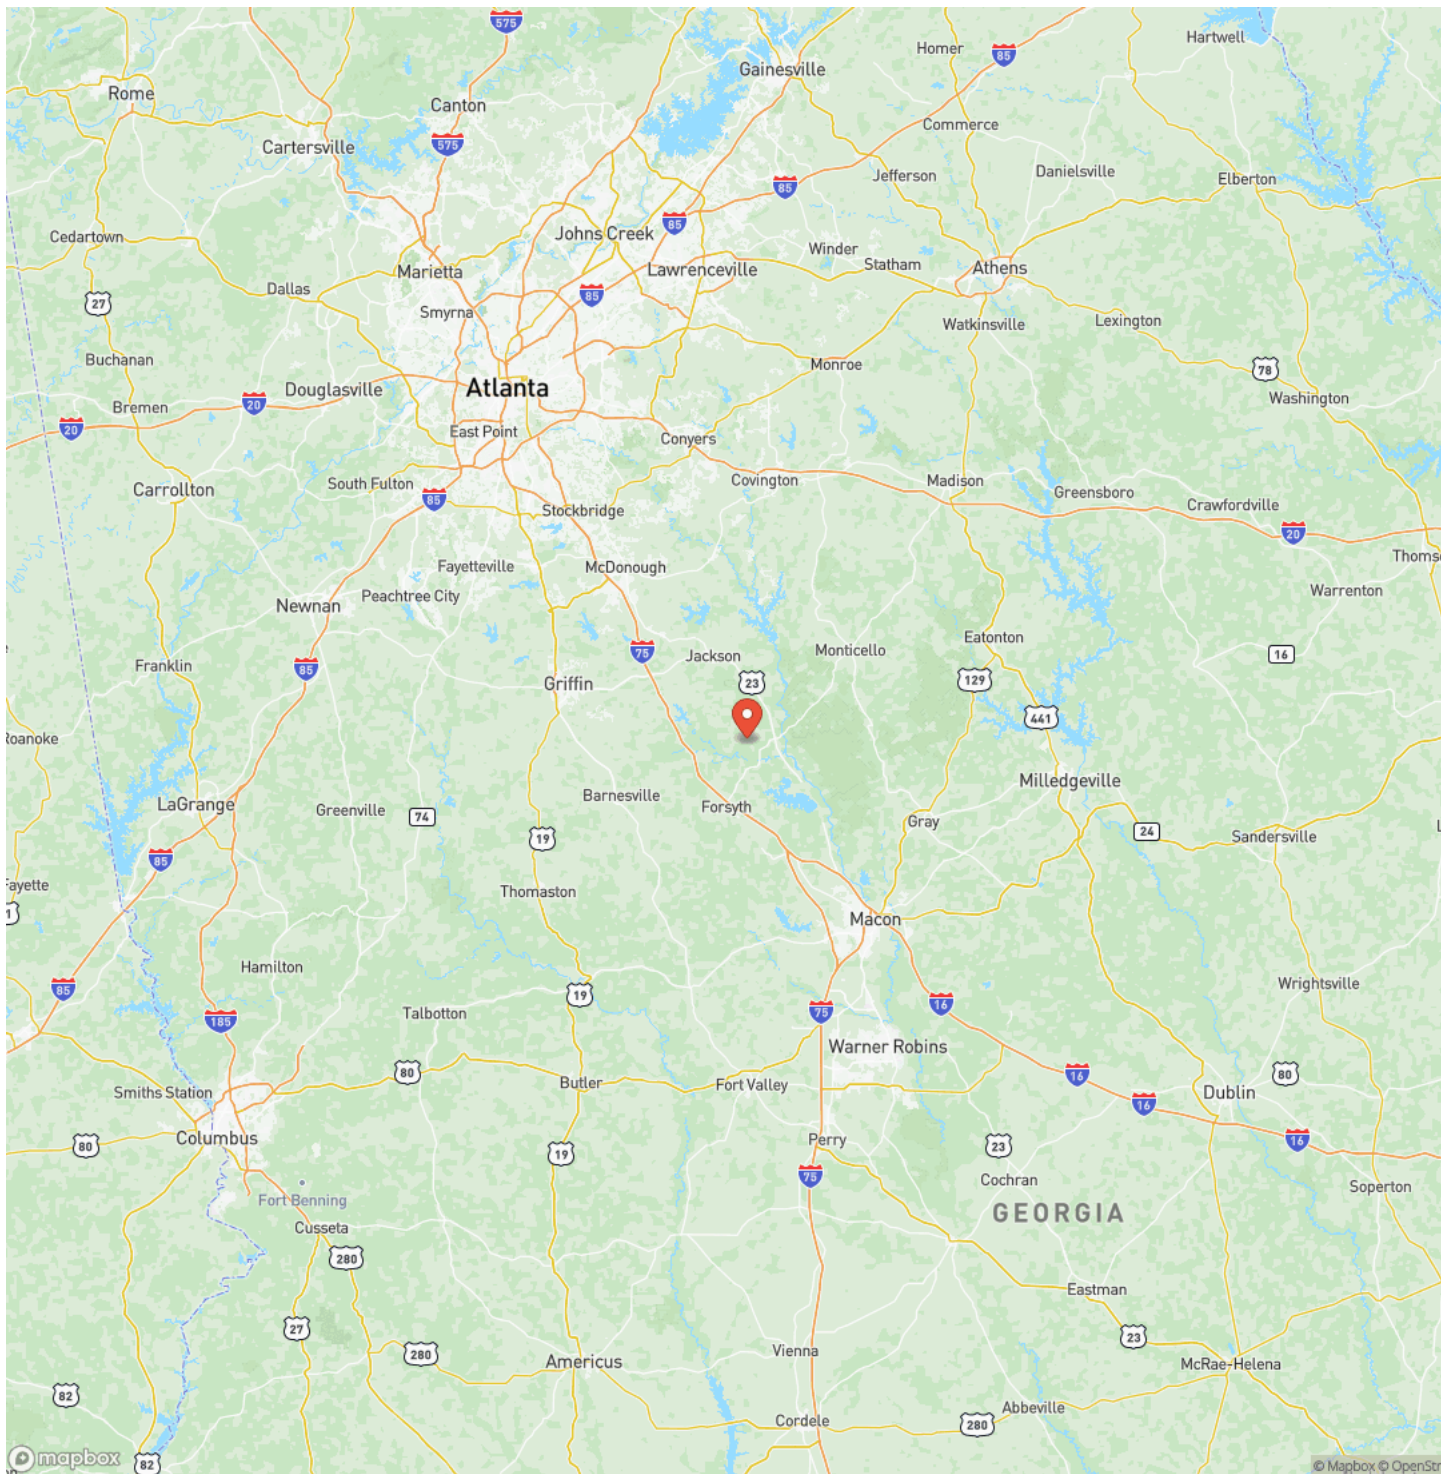 575
Hartwell
Homer
85
Gainesville
Rome
Canton
Commerce
575
Cartersville
Danielsville
Jefferson
Elberton
85
85
Johns Creek
Cedartown
Winder
Statham
Athens
Marietta
Lawrenceville
Dallas
85
27
Smyrna
Lexington
Watkinsville
Buchanan
Monroe
78
Douglasville
Atlanta
Washington
20
Bremen
20
East Point
Conyers
South Fulton
Covington
Madison
Carrollton
85
Greensboro
Crawfordville
Stockbridge
20
Thoms
Fayetteville
McDonough
Warrenton
Peachtree City
Newnan
Eatonton
75
Monticello
Jackson
16
Franklin
85
Griffin
23
129
441
Roanoke
Milledgeville
Barnesville
LaGrange
Forsyth
Greenville
74
Gray
24
Sandersville
19
85
Fayette
Thomaston
1
Macon
Hamilton
Wrightsville
85
19
16
75
Talbotton
185
Warner Robins
80
16
80
Butler
Fort Valley
Smiths Station
Dublin
16
Columbus
Perry
16
80
23
19
75
Cochran
Soperton
Fort Benning
GEORGIA
Cusseta
280
Eastman
27
23
Vienna
280
Americus
McRae-Helena
82
Abbeville
Cordele
280
mapbox
82
© Mapbox © OpenStr